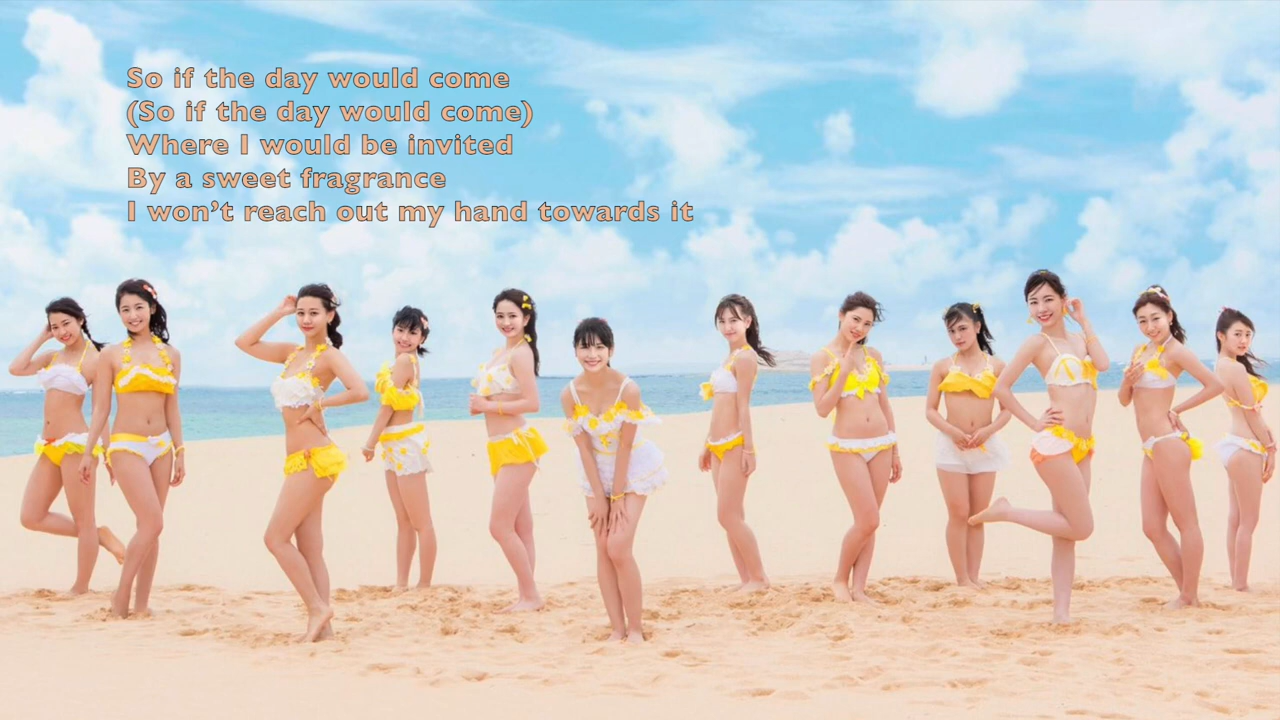 So if the day would come
(So if the day would come)
Where I would be invited
By a sweet fragrance
I won’t reach out my hand towards it